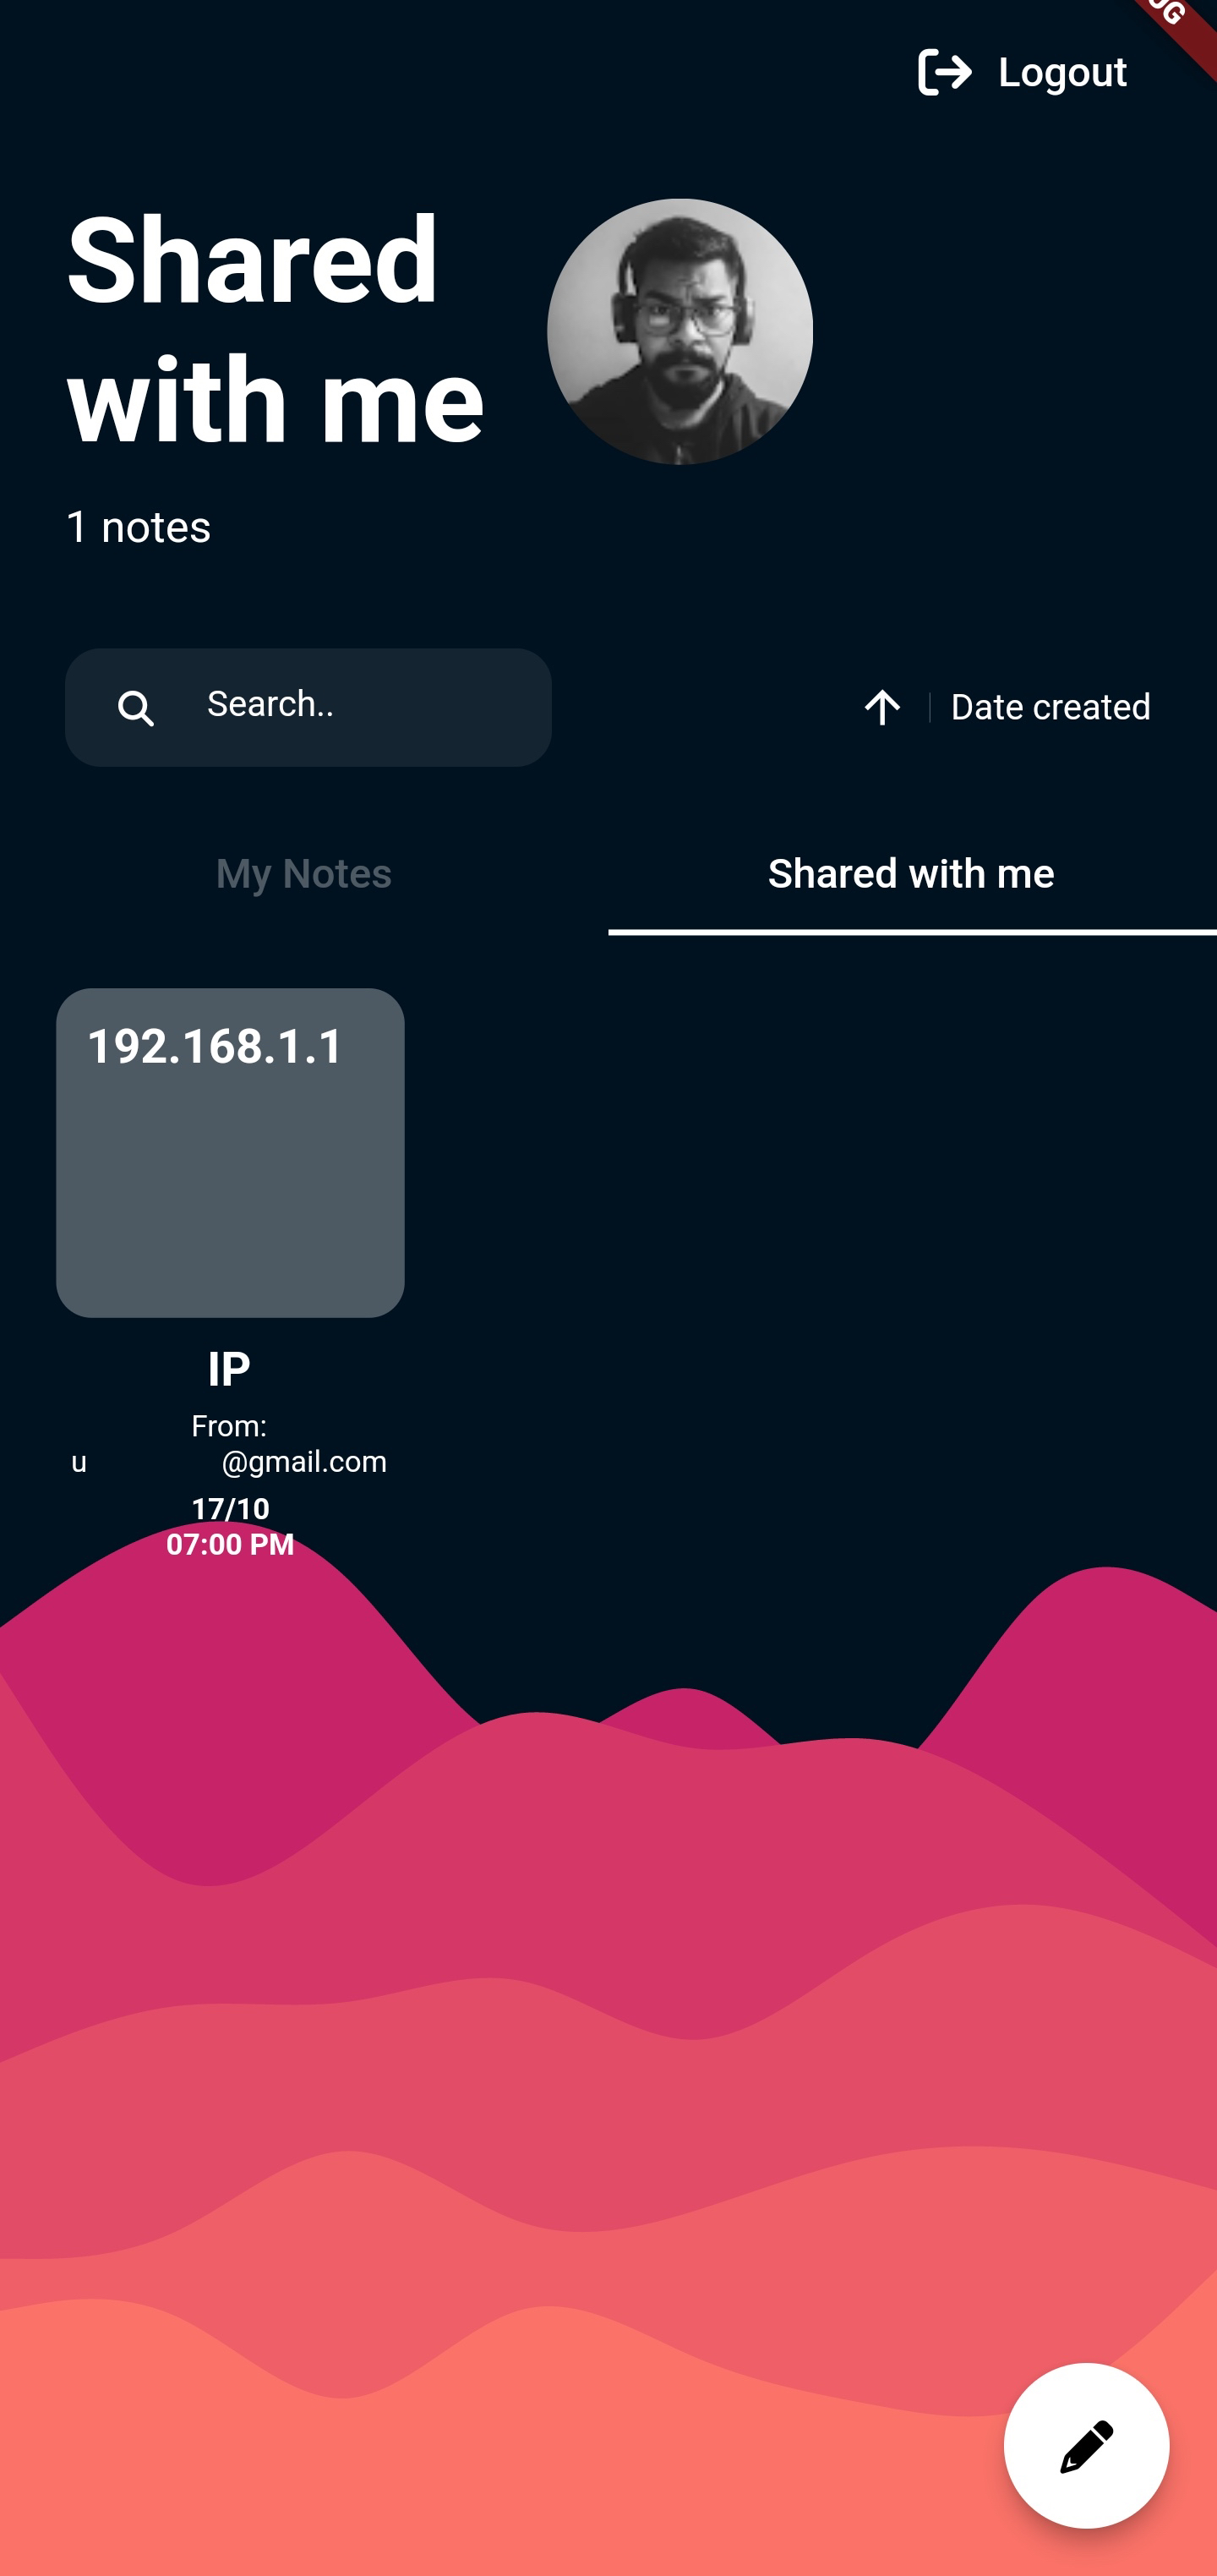 Logout
Shared
with me
1 notes
Search..
Date created
My Notes
Shared with me
192.168.1.1
IP
From:
u @gmail.com
17/10
07:00 PM